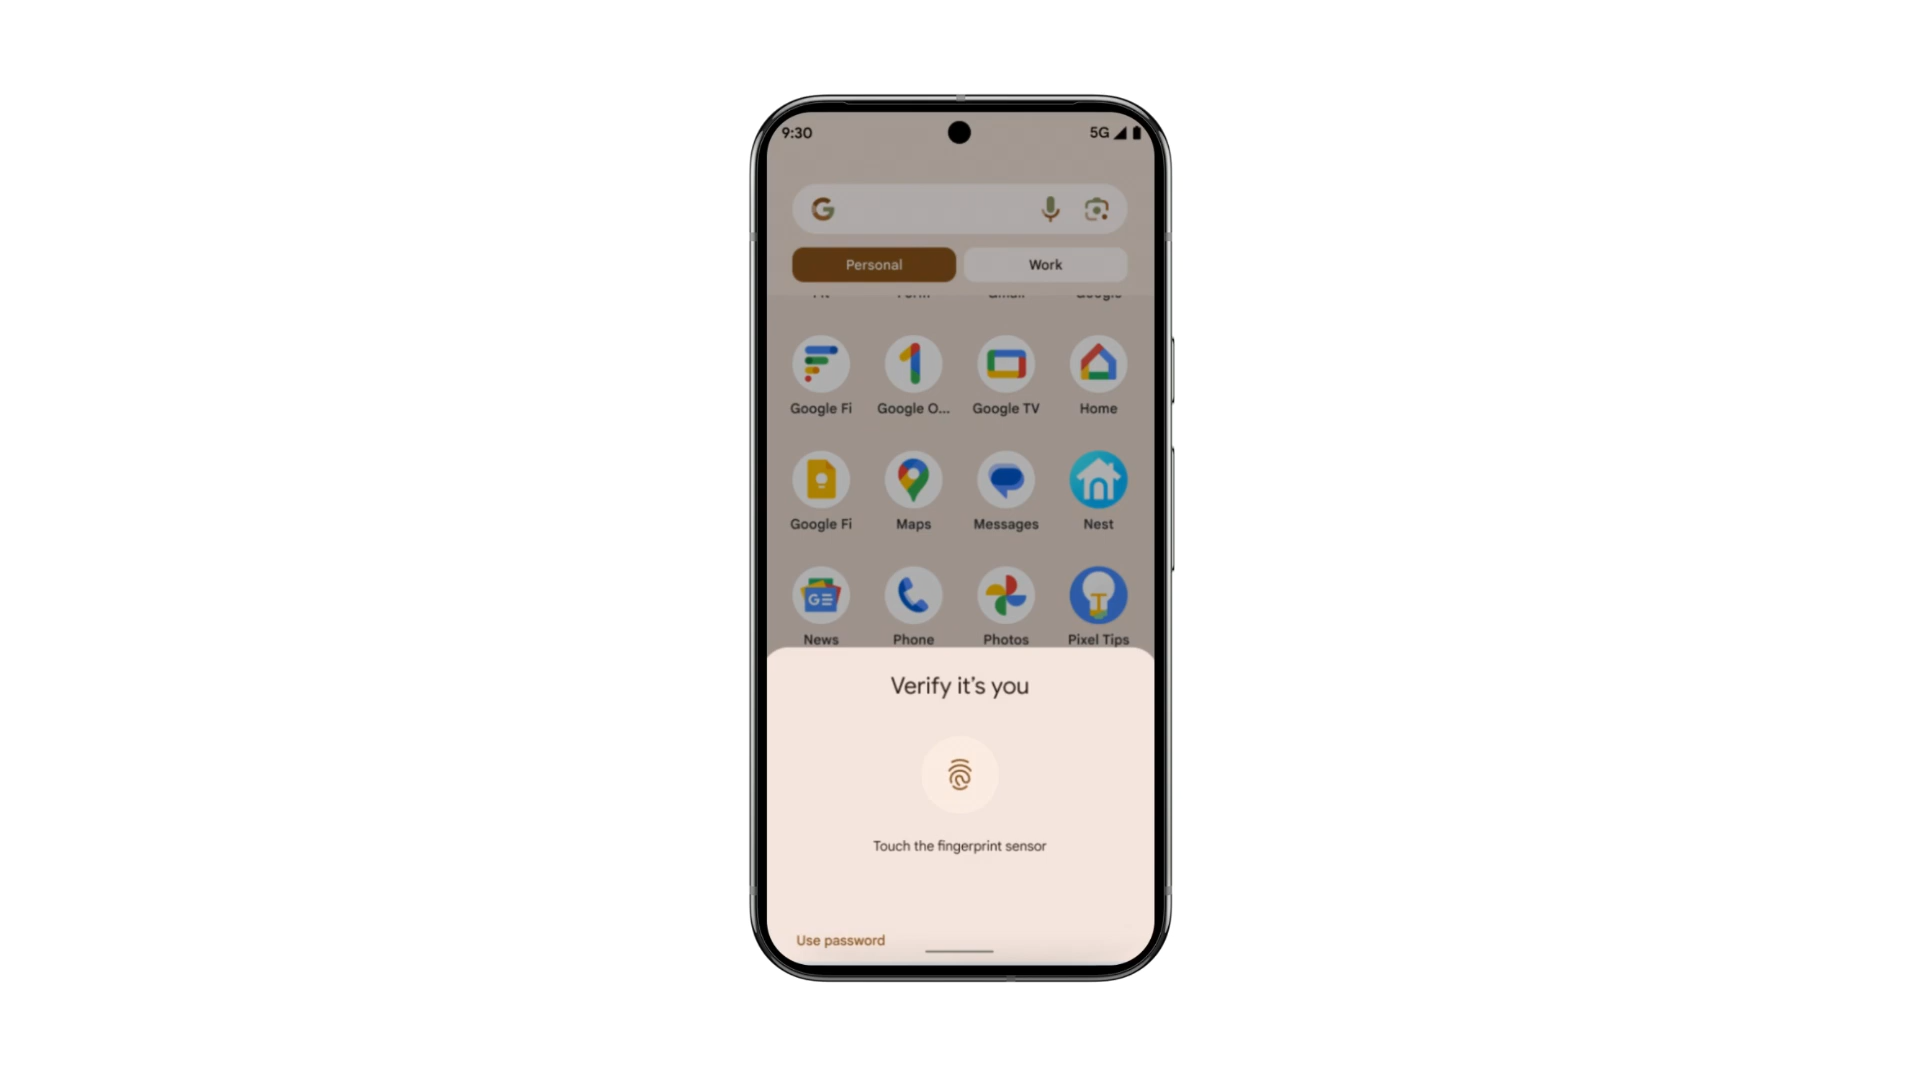 9:30 5G
Personal Work
Google Fi Google O... Google TV Home
Google Fi Maps Messages Nest
GE
News Phone Photos Pixel Tips
Verify it's you
Touch the fingerprint sensor
Use password